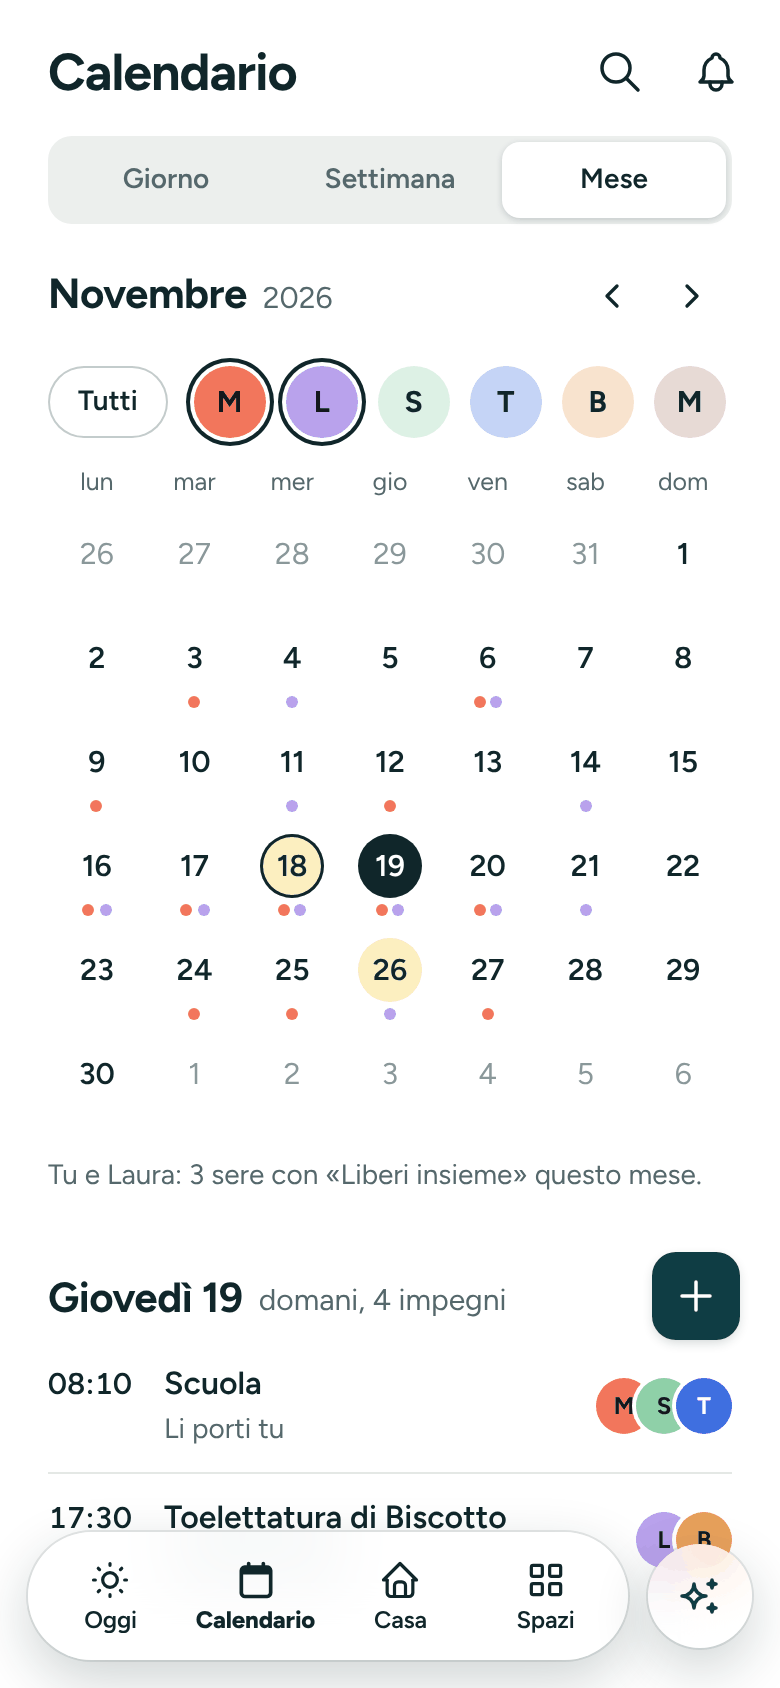 Calendario
Giorno Settimana Mese
Novembre 2026
Tutti M L S T B M
lun mar mer gio ven sab dom
26 27 28 29 30 31 1
2 3 4 5 6 7 8
9 10 11 12 13 14 15
16 17 18 19 20 21 22
23 24 25 26 27 28 29
30 1 2 3 4 5 6
Tu e Laura: 3 sere con «Liberi insieme» questo mese.
Giovedì 19 domani, 4 impegni
08:10 Scuola M S T
Li porti tu
17:30 Toelettatura di Biscotto L B
Oggi Calendario Casa Spazi